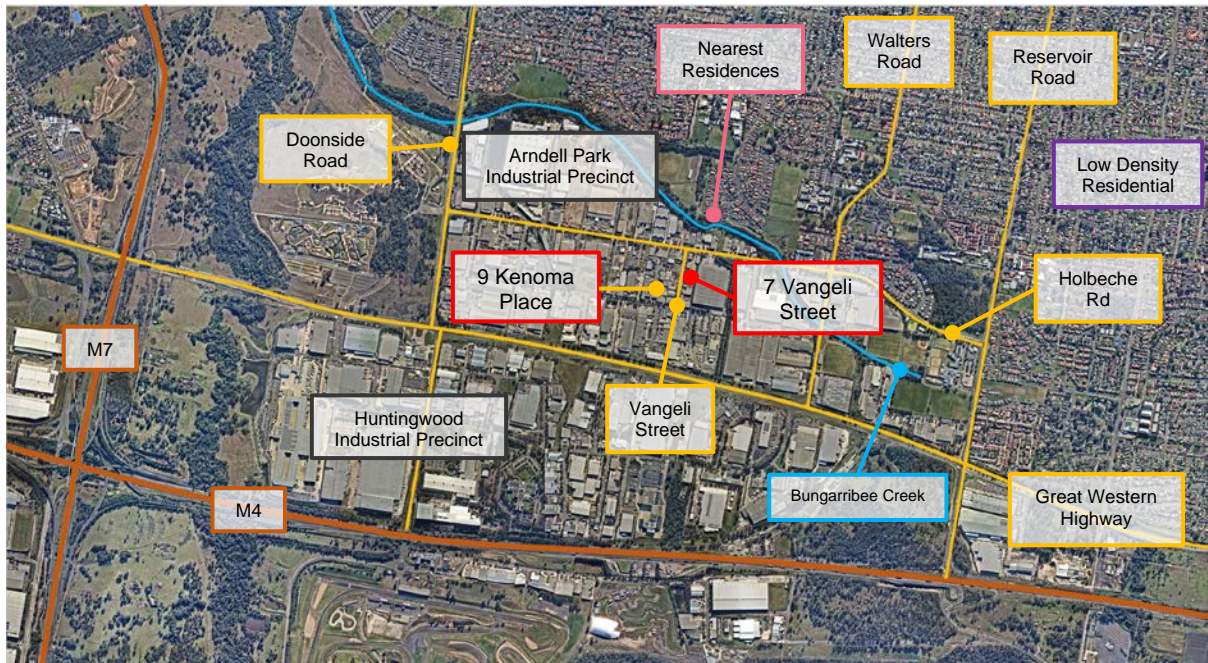 Nearest
Residences
Walters
Road
Reservoir
Road
Doonside
Road
Arndell Park
Industrial Precinct
Low Density
Residential
9 Kenoma
Place
7 Vangeli
Street
Holbeche
Rd
M7
Huntingwood
Industrial Precinct
Vangeli
Street
M4
Bungarribee Creek
Great Western
Highway